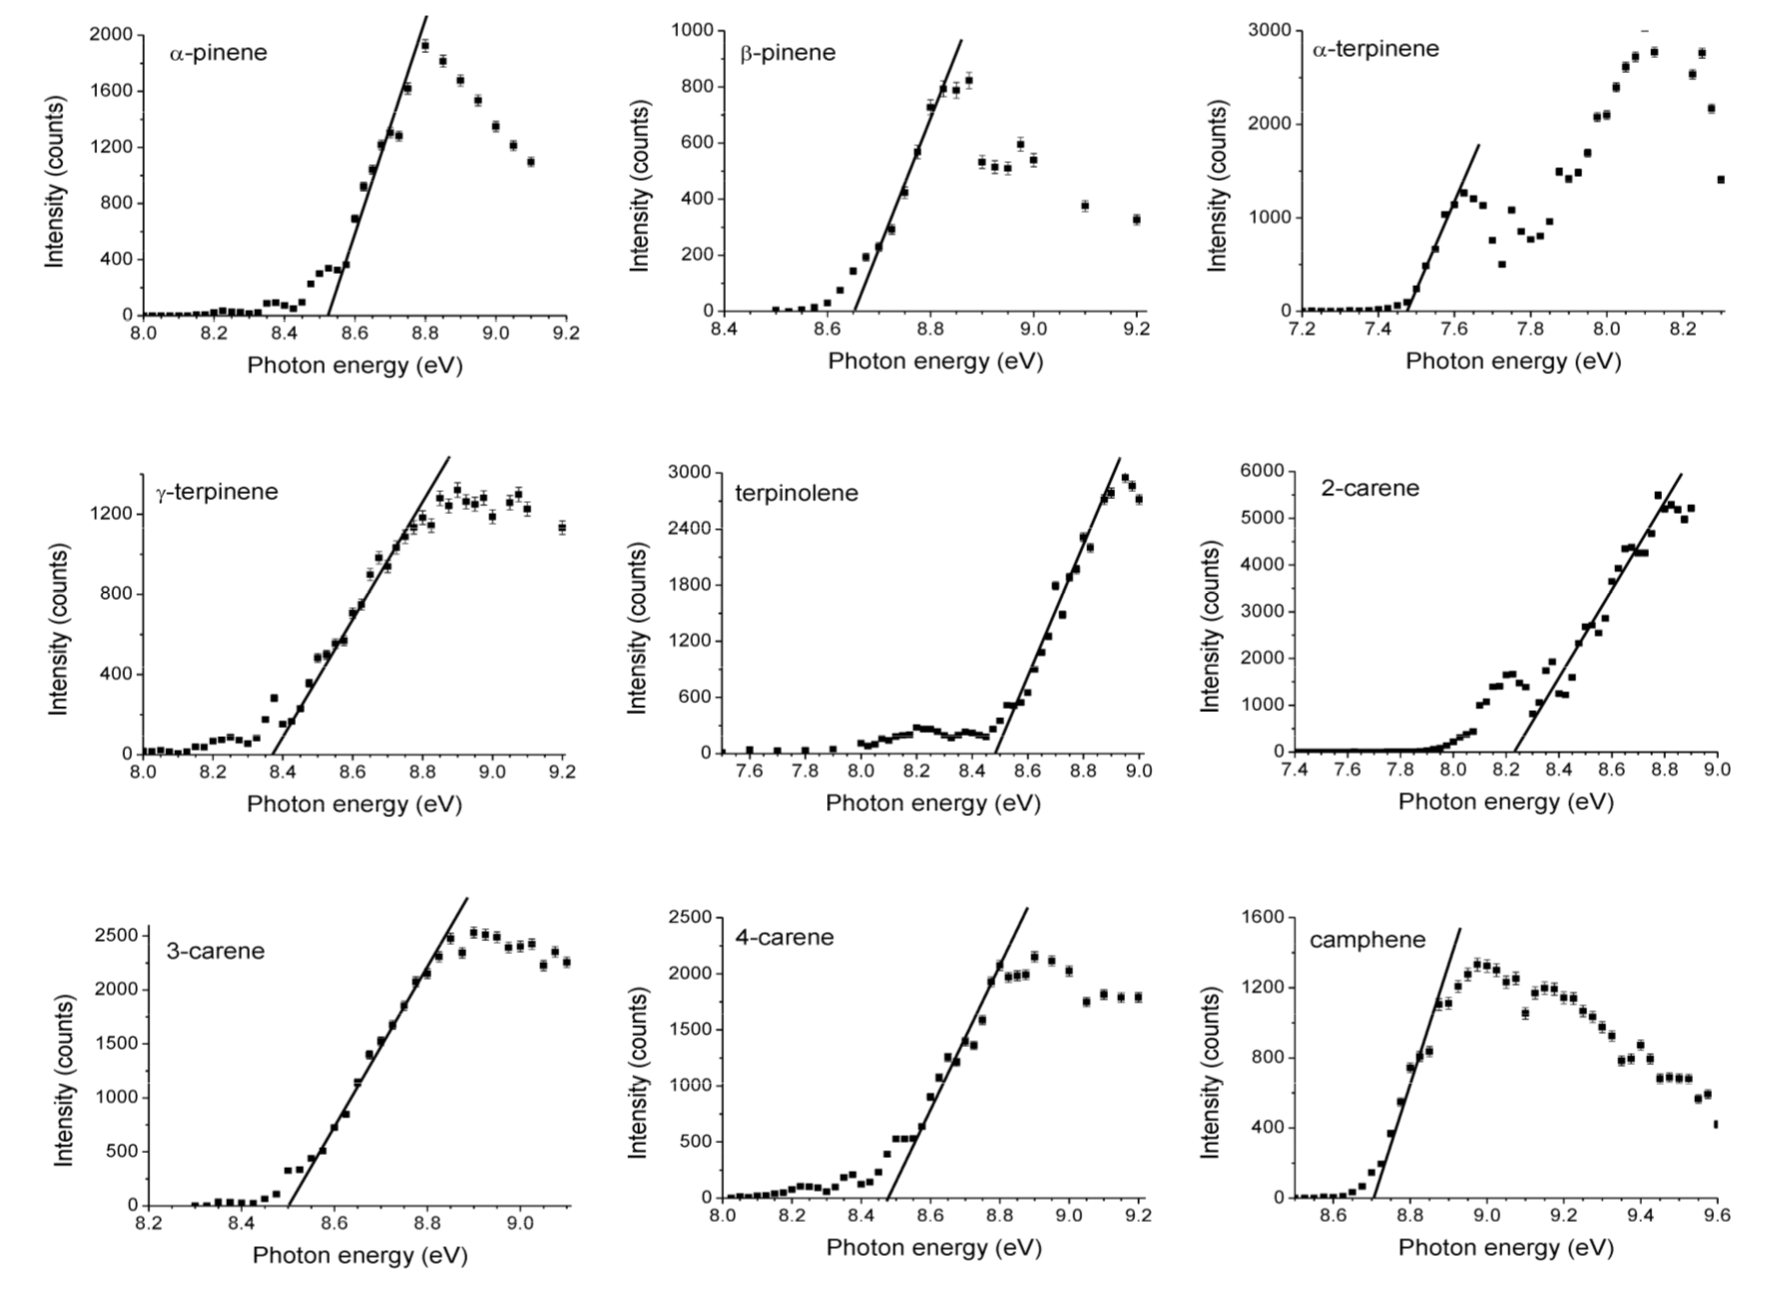 α-pinene
Intensity (counts)
2000
1600
1200
800
400
0
8.0 8.2 8.4 8.6 8.8 9.0 9.2
Photon energy (eV)
β-pinene
Intensity (counts)
1000
800
600
400
200
0
8.4 8.6 8.8 9.0 9.2
Photon energy (eV)
α-terpinene
Intensity (counts)
3000
2000
1000
0
7.2 7.4 7.6 7.8 8.0 8.2
Photon energy (eV)
γ-terpinene
Intensity (counts)
1200
800
400
0
8.0 8.2 8.4 8.6 8.8 9.0 9.2
Photon energy (eV)
terpinolene
Intensity (counts)
3000
2400
1800
1200
600
0
7.6 7.8 8.0 8.2 8.4 8.6 8.8 9.0
Photon energy (eV)
2-carene
Intensity (counts)
6000
5000
4000
3000
2000
1000
0
7.4 7.6 7.8 8.0 8.2 8.4 8.6 8.8 9.0
Photon energy (eV)
3-carene
Intensity (counts)
2500
2000
1500
1000
500
0
8.2 8.4 8.6 8.8 9.0
Photon energy (eV)
4-carene
Intensity (counts)
2500
2000
1500
1000
500
0
8.0 8.2 8.4 8.6 8.8 9.0 9.2
Photon energy (eV)
camphene
Intensity (counts)
1600
1200
800
400
0
8.6 8.8 9.0 9.2 9.4 9.6
Photon energy (eV)